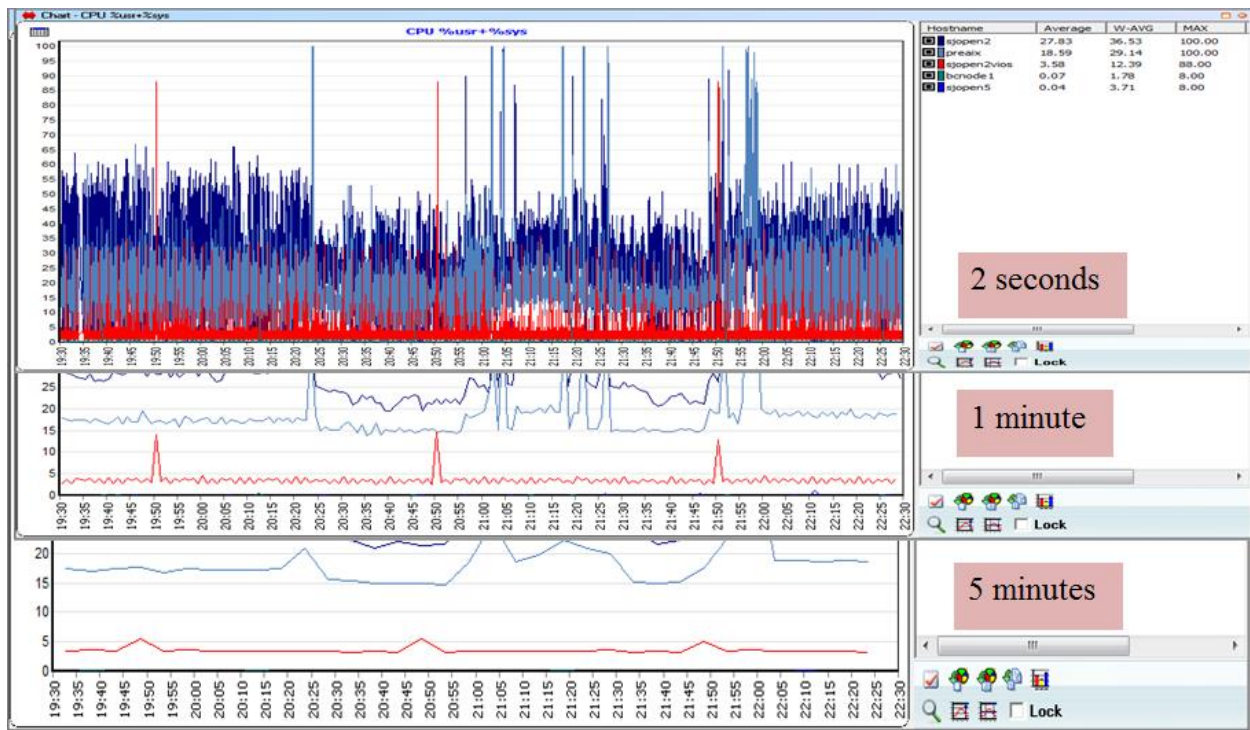 Chart - CPU %usr+%sys
CPU %usr+%sys
100
95
90
85
80
75
70
65
60
55
50
45
40
35
30
25
20
15
10
5
0
19:30 19:35 19:40 19:45 19:50 19:55 20:00 20:05 20:10 20:15 20:20 20:25 20:30 20:35 20:40 20:45 20:50 20:55 21:00 21:05 21:10 21:15 21:20 21:25 21:30 21:35 21:40 21:45 21:50 21:55 22:00 22:05 22:10 22:15 22:20 22:25 22:30
Hostname Average W-AVG MAX
sjopen2 27.83 36.53 100.00
preaix 18.59 29.14 100.00
sjopen2vios 3.58 12.39 88.00
bcnode1 0.07 1.78 8.00
sjopen5 0.04 3.71 8.00
2 seconds
Lock
25
20
15
10
5
0
19:30 19:35 19:40 19:45 19:50 19:55 20:00 20:05 20:10 20:15 20:20 20:25 20:30 20:35 20:40 20:45 20:50 20:55 21:00 21:05 21:10 21:15 21:20 21:25 21:30 21:35 21:40 21:45 21:50 21:55 22:00 22:05 22:10 22:15 22:20 22:25 22:30
1 minute
Lock
20
15
10
5
0
19:30 19:35 19:40 19:45 19:50 19:55 20:00 20:05 20:10 20:15 20:20 20:25 20:30 20:35 20:40 20:45 20:50 20:55 21:00 21:05 21:10 21:15 21:20 21:25 21:30 21:35 21:40 21:45 21:50 21:55 22:00 22:05 22:10 22:15 22:20 22:25 22:30
5 minutes
Lock